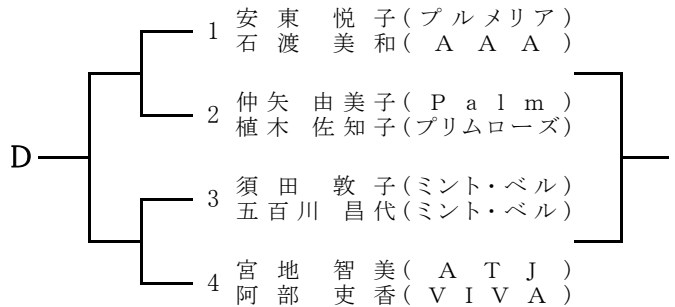 1 安東 悦子(プルメリア)
石渡 美和(AAA)
2 仲矢 由美子(Palm)
植木 佐知子(プリムローズ)
D
3 須田 敦子(ミント・ベル)
五百川 昌代(ミント・ベル)
4 宮地 智美(ATJ)
阿部 吏香(VIVA)